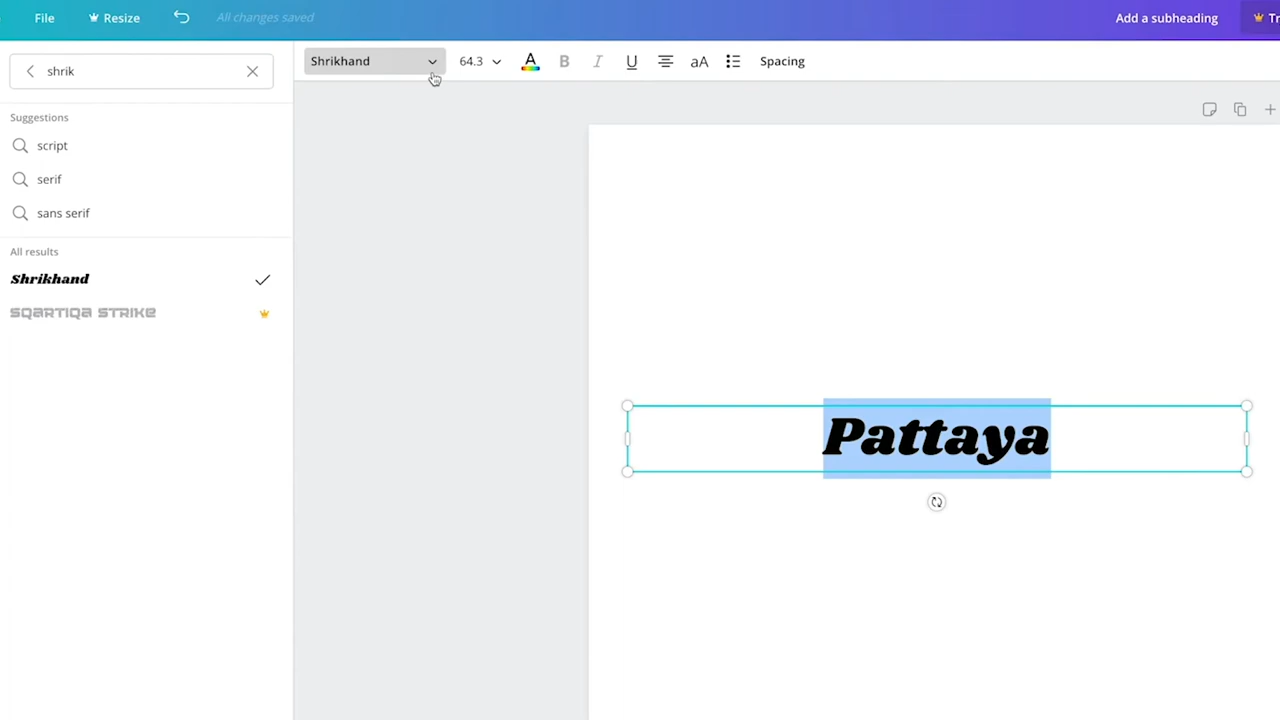 File Resize All changes saved Add a subheading
shrik Shrikhand 64.3 A B I U aA Spacing
Suggestions
script
serif
sans serif
All results
Shrikhand
SQARTIQA STRIKE
Pattaya